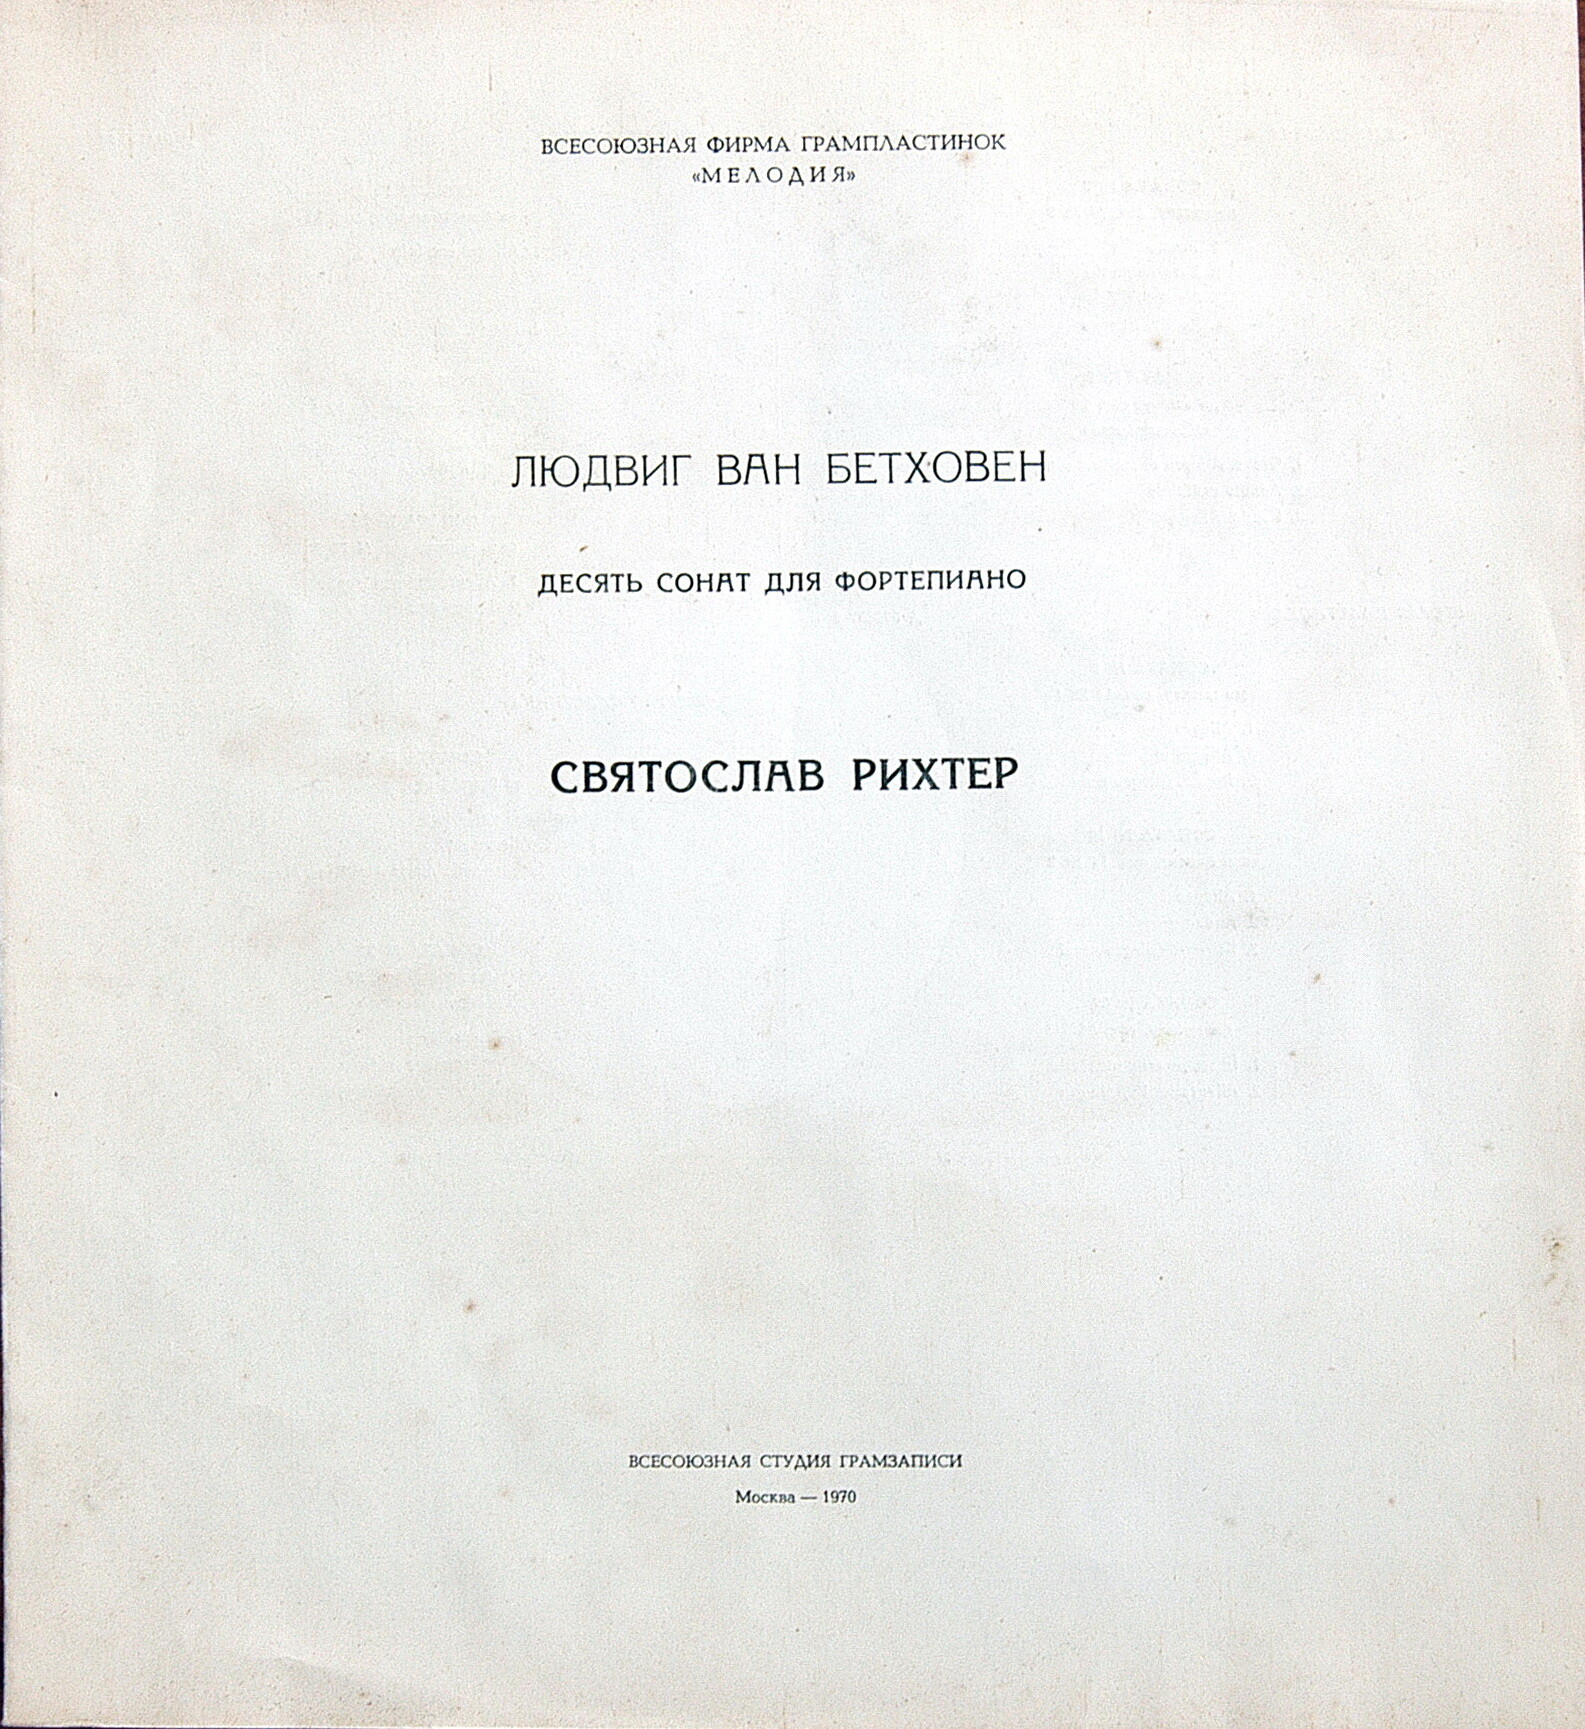 ВСЕСОЮЗНАЯ ФИРМА ГРАМПЛАСТИНОК
«МЕЛОДИЯ»
ЛЮДВИГ ВАН БЕТХОВЕН
ДЕСЯТЬ СОНАТ ДЛЯ ФОРТЕПИАНО
СВЯТОСЛАВ РИХТЕР
ВСЕСОЮЗНАЯ СТУДИЯ ГРАМЗАПИСИ
Москва — 1970